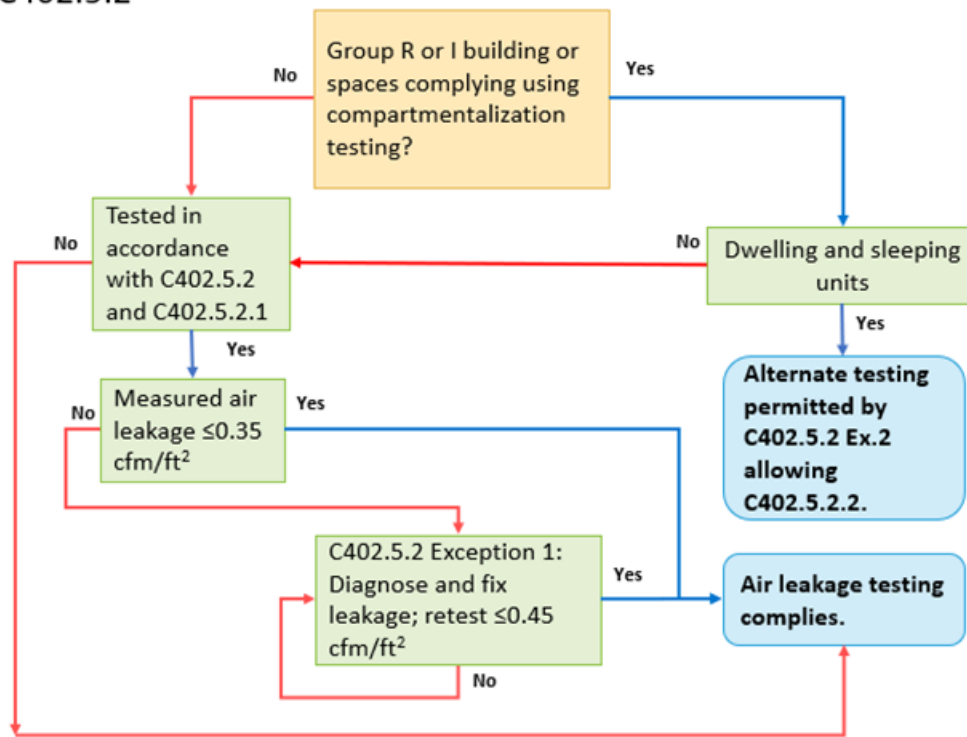 C402.5.2
Group R or I building or
spaces complying using
compartmentalization
testing?
No
Yes
Tested in
accordance
with C402.5.2
and C402.5.2.1
No
Yes
No
Dwelling and sleeping
units
Yes
Measured air
leakage ≤0.35
cfm/ft²
No
Yes
Alternate testing
permitted by
C402.5.2 Ex.2
allowing
C402.5.2.2.
C402.5.2 Exception 1:
Diagnose and fix
leakage; retest ≤0.45
cfm/ft²
Yes
No
Air leakage testing
complies.